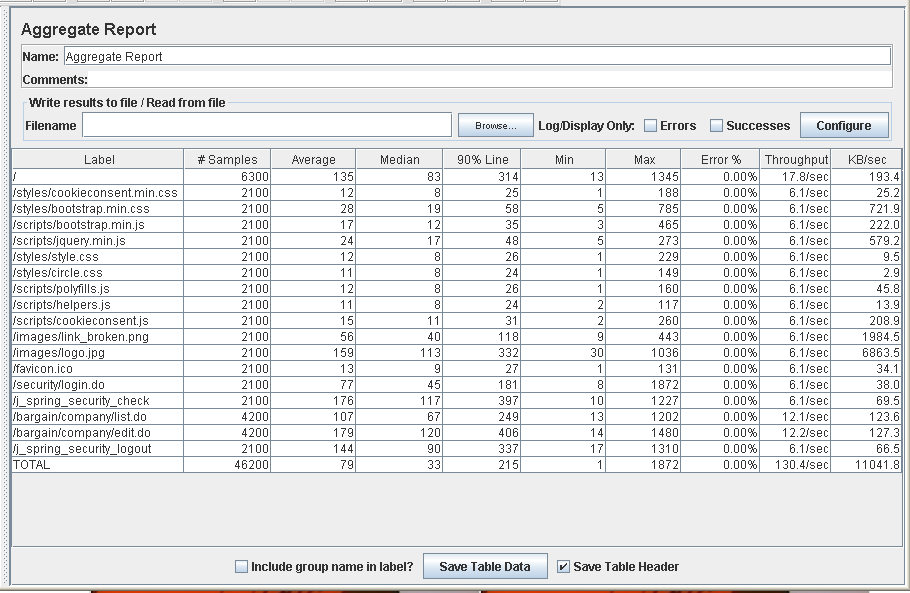 Aggregate Report
Name: Aggregate Report
Comments:
Write results to file / Read from file
Filename Browse... Log/Display Only: Errors Successes Configure
Label # Samples Average Median 90% Line Min Max Error % Throughput KB/sec
/ 6300 135 83 314 13 1345 0.00% 17.8/sec 193.4
/styles/cookieconsent.min.css 2100 12 8 25 1 188 0.00% 6.1/sec 25.2
/styles/bootstrap.min.css 2100 28 19 58 5 785 0.00% 6.1/sec 721.9
/scripts/bootstrap.min.js 2100 17 12 35 3 465 0.00% 6.1/sec 222.0
/scripts/jquery.min.js 2100 24 17 48 5 273 0.00% 6.1/sec 579.2
/styles/style.css 2100 12 8 26 1 229 0.00% 6.1/sec 9.5
/styles/circle.css 2100 11 8 24 1 149 0.00% 6.1/sec 2.9
/scripts/polyfills.js 2100 12 8 26 1 160 0.00% 6.1/sec 45.8
/scripts/helpers.js 2100 11 8 24 2 117 0.00% 6.1/sec 13.9
/scripts/cookieconsent.js 2100 15 11 31 2 260 0.00% 6.1/sec 208.9
/images/link_broken.png 2100 56 40 118 9 443 0.00% 6.1/sec 1984.5
/images/logo.jpg 2100 159 113 332 30 1036 0.00% 6.1/sec 6863.5
/favicon.ico 2100 13 9 27 1 131 0.00% 6.1/sec 34.1
/security/login.do 2100 77 45 181 8 1872 0.00% 6.1/sec 38.0
/j_spring_security_check 2100 176 117 397 10 1227 0.00% 6.1/sec 69.5
/bargain/company/list.do 4200 107 67 249 13 1202 0.00% 12.1/sec 123.6
/bargain/company/edit.do 4200 179 120 406 14 1480 0.00% 12.2/sec 127.3
/j_spring_security_logout 2100 144 90 337 17 1310 0.00% 6.1/sec 66.5
TOTAL 46200 79 33 215 1 1872 0.00% 130.4/sec 11041.8
Include group name in label? Save Table Data Save Table Header